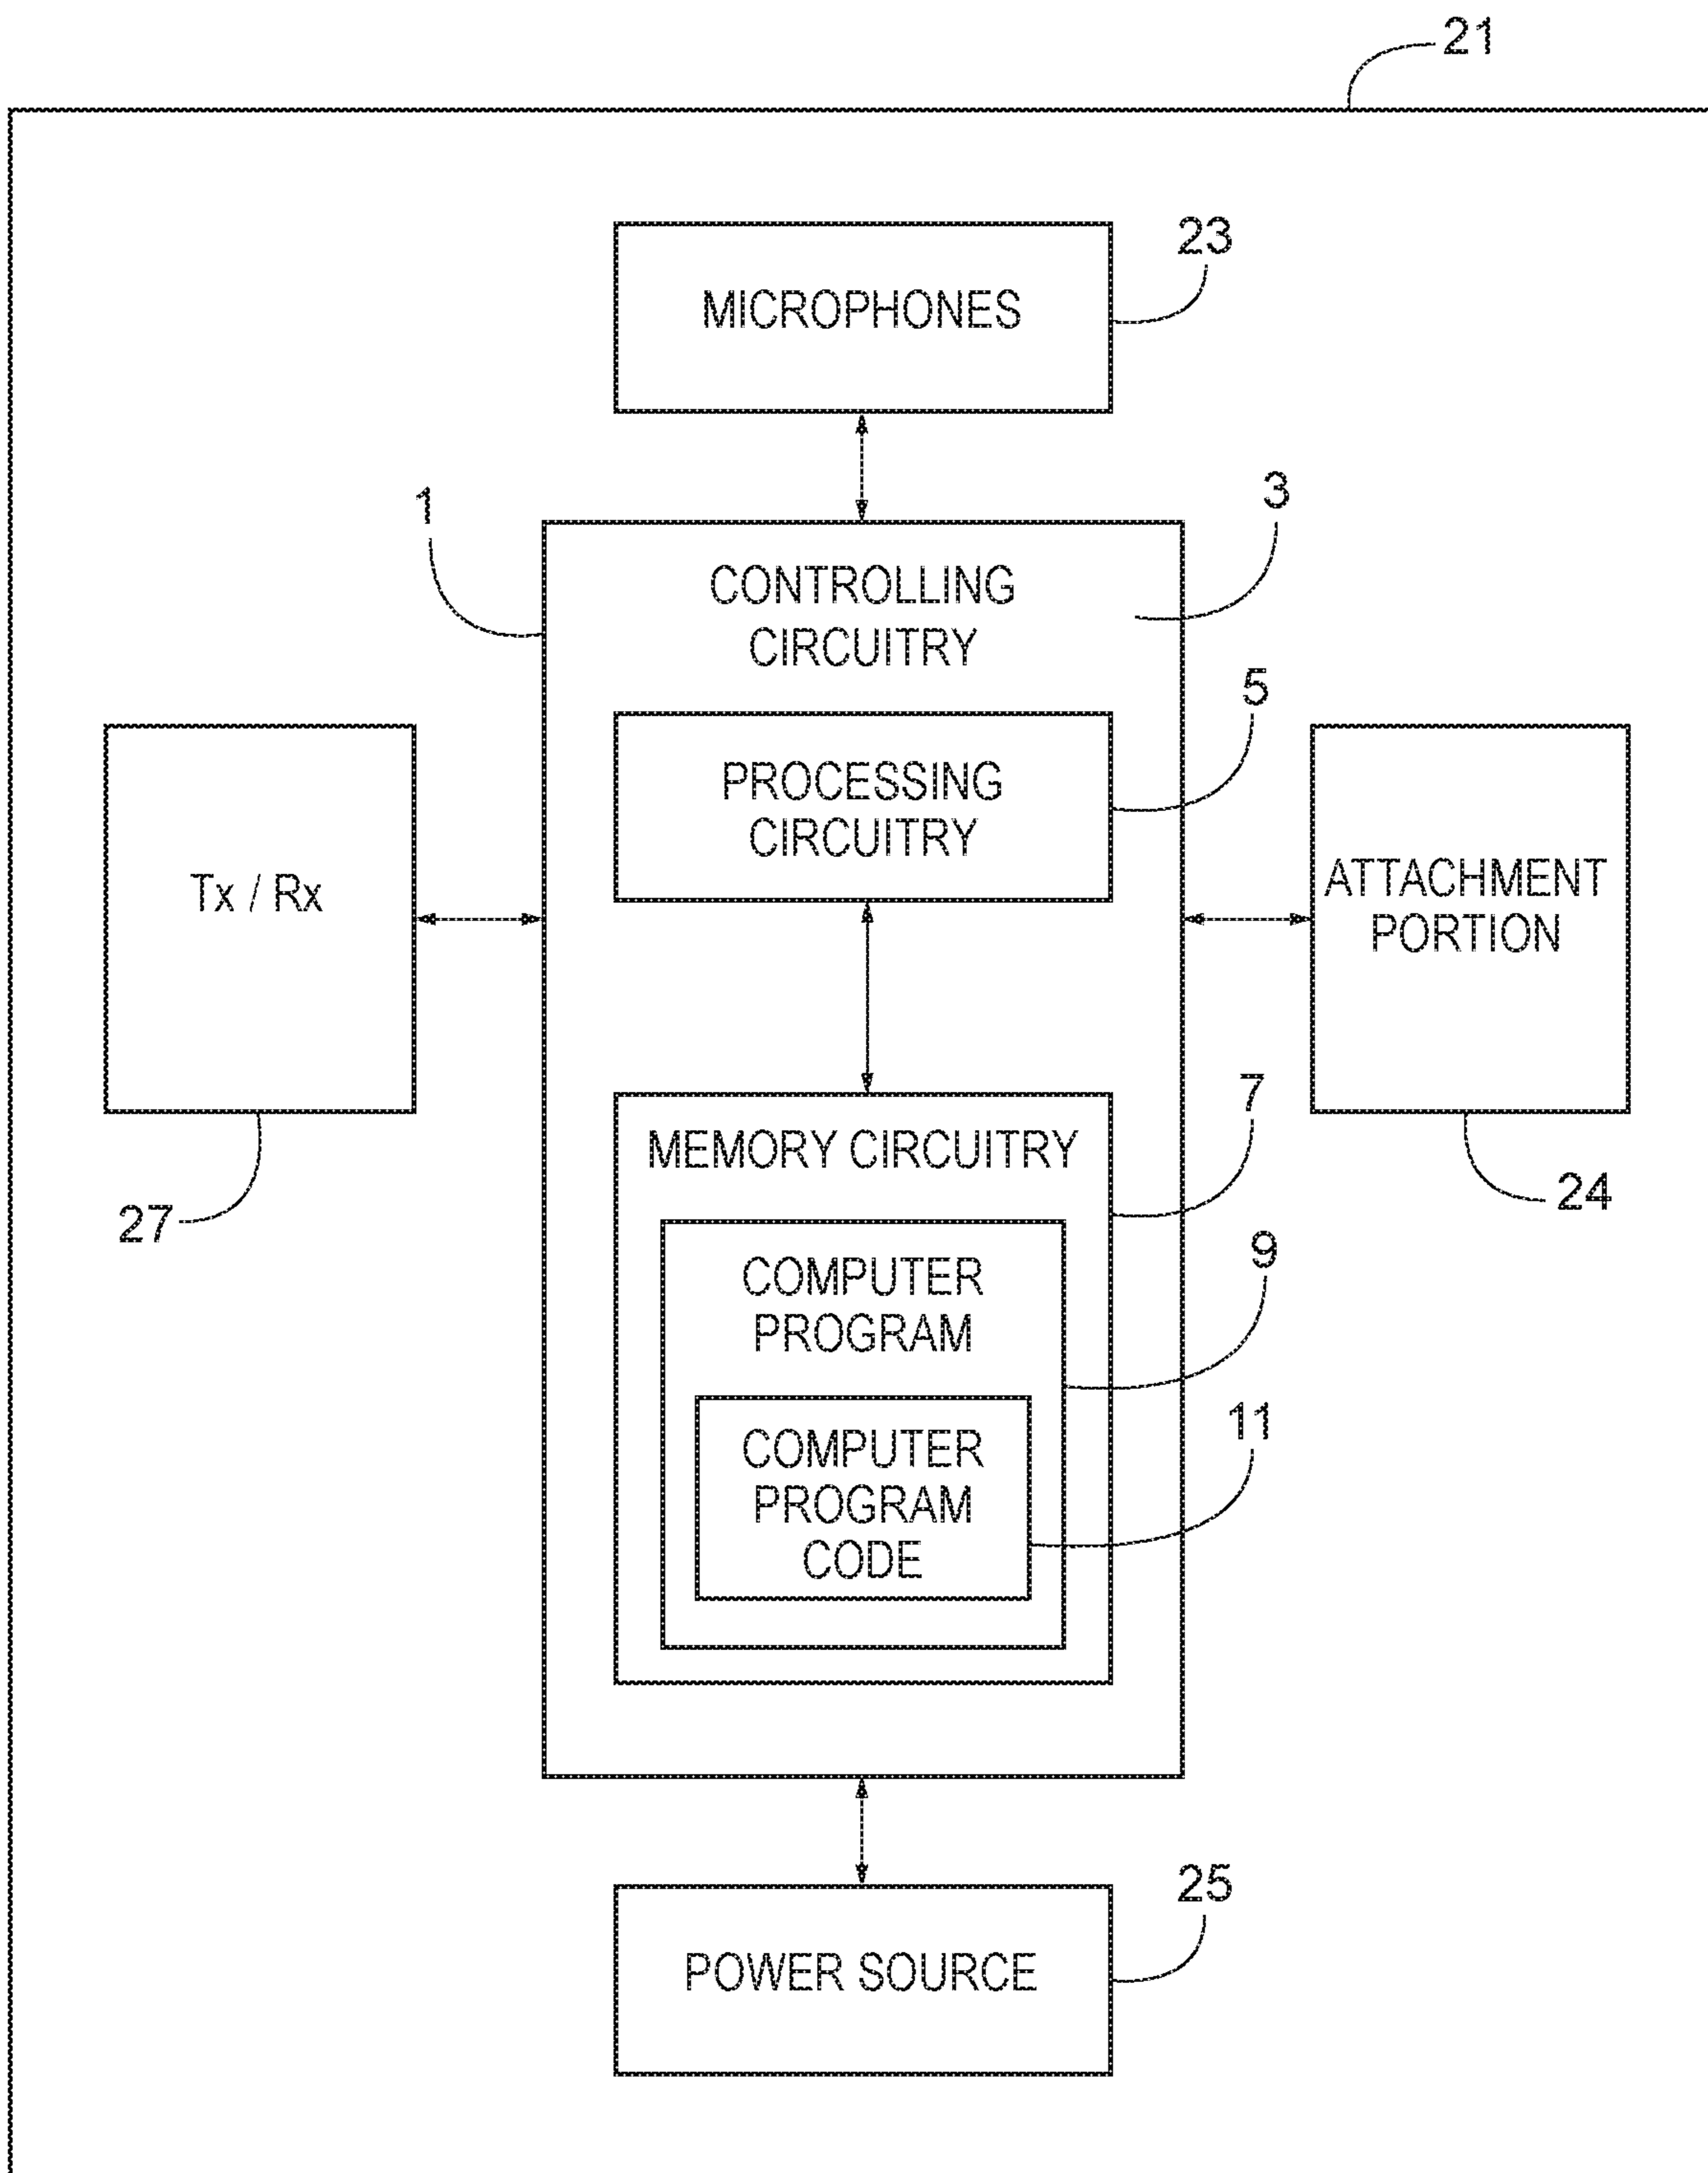 21
MICROPHONES
23
1
3
CONTROLLING
CIRCUITRY
5
PROCESSING
CIRCUITRY
Tx / Rx
ATTACHMENT
PORTION
27
24
7
MEMORY CIRCUITRY
9
COMPUTER
PROGRAM
11
COMPUTER
PROGRAM
CODE
25
POWER SOURCE